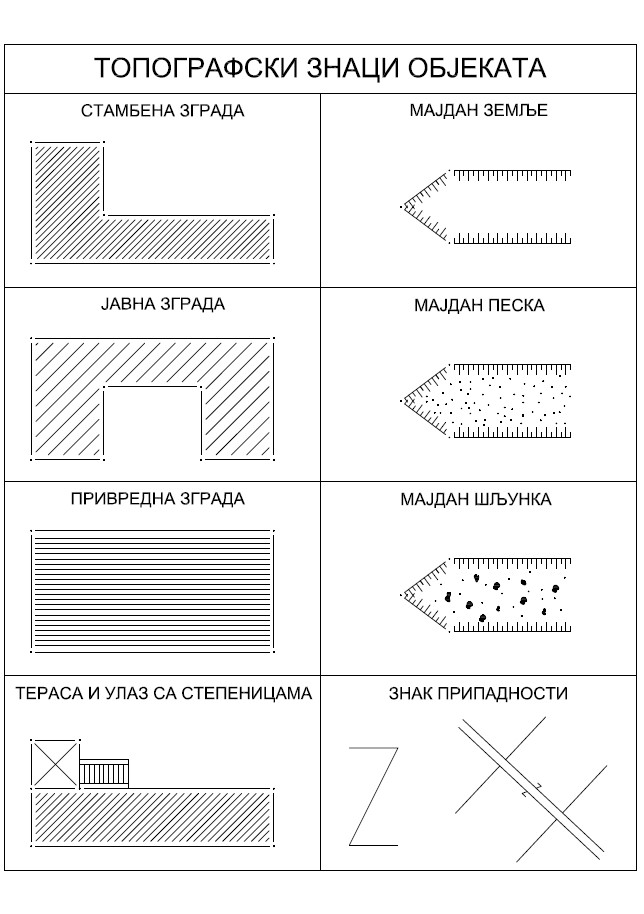 ТОПОГРАФСКИ ЗНАЦИ ОБЈЕКАТА
СТАМБЕНА ЗГРАДА
МАЈДАН ЗЕМЉЕ
ЈАВНА ЗГРАДА
МАЈДАН ПЕСКА
ПРИВРЕДНА ЗГРАДА
МАЈДАН ШЉУНКА
ТЕРАСА И УЛАЗ СА СТЕПЕНИЦАМА
ЗНАК ПРИПАДНОСТИ